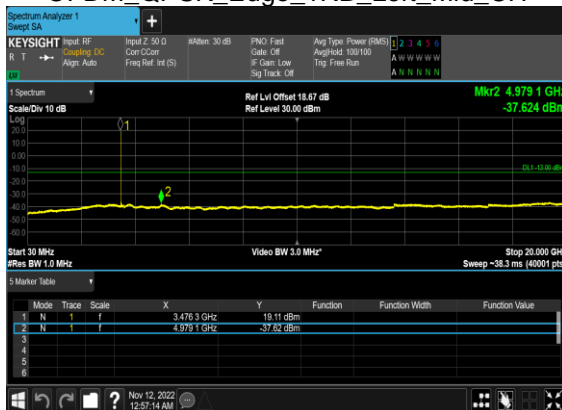 Spectrum Analyzer 1
Swept SA
KEYSIGHT Input: RF Input Z: 50 Ω #Atten: 30 dB PNO: Fast Avg Type: Power (RMS) 1 2 3 4 5 6
R T Coupling: DC Corr CCorr Gate: Off Avg|Hold: 100/100 A W W W W W
Align: Auto Freq Ref: Int (S) IF Gain: Low Trig: Free Run
Sig Track: Off A N N N N N
1 Spectrum Ref Lvl Offset 18.67 dB Mkr2 4.979 1 GHz
Scale/Div 10 dB Ref Level 30.00 dBm -37.624 dBm
Log
20.0 1
10.0
0.00
-10.0 DL1 -13.00 dBm
-20.0
-30.0 2
-40.0
-50.0
-60.0
Start 30 MHz Video BW 3.0 MHz* Stop 20.000 GHz
#Res BW 1.0 MHz Sweep ~38.3 ms (40001 pts)
5 Marker Table
Mode Trace Scale X Y Function Function Width Function Value
1 N 1 f 3.476 3 GHz 19.11 dBm
2 N 1 f 4.979 1 GHz -37.62 dBm
3
4
5
6
Nov 12, 2022
12:57:14 AM